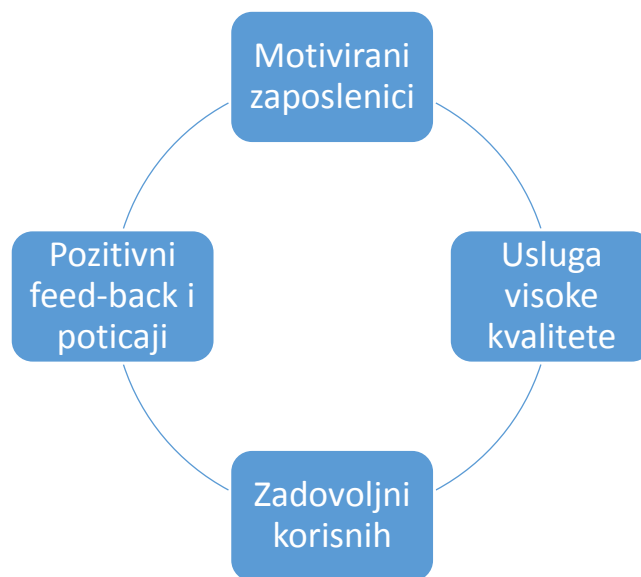 Motivirani
zaposlenici
Pozitivni
feed-back i
poticaji
Usluga
visoke
kvalitete
Zadovoljni
korisnih